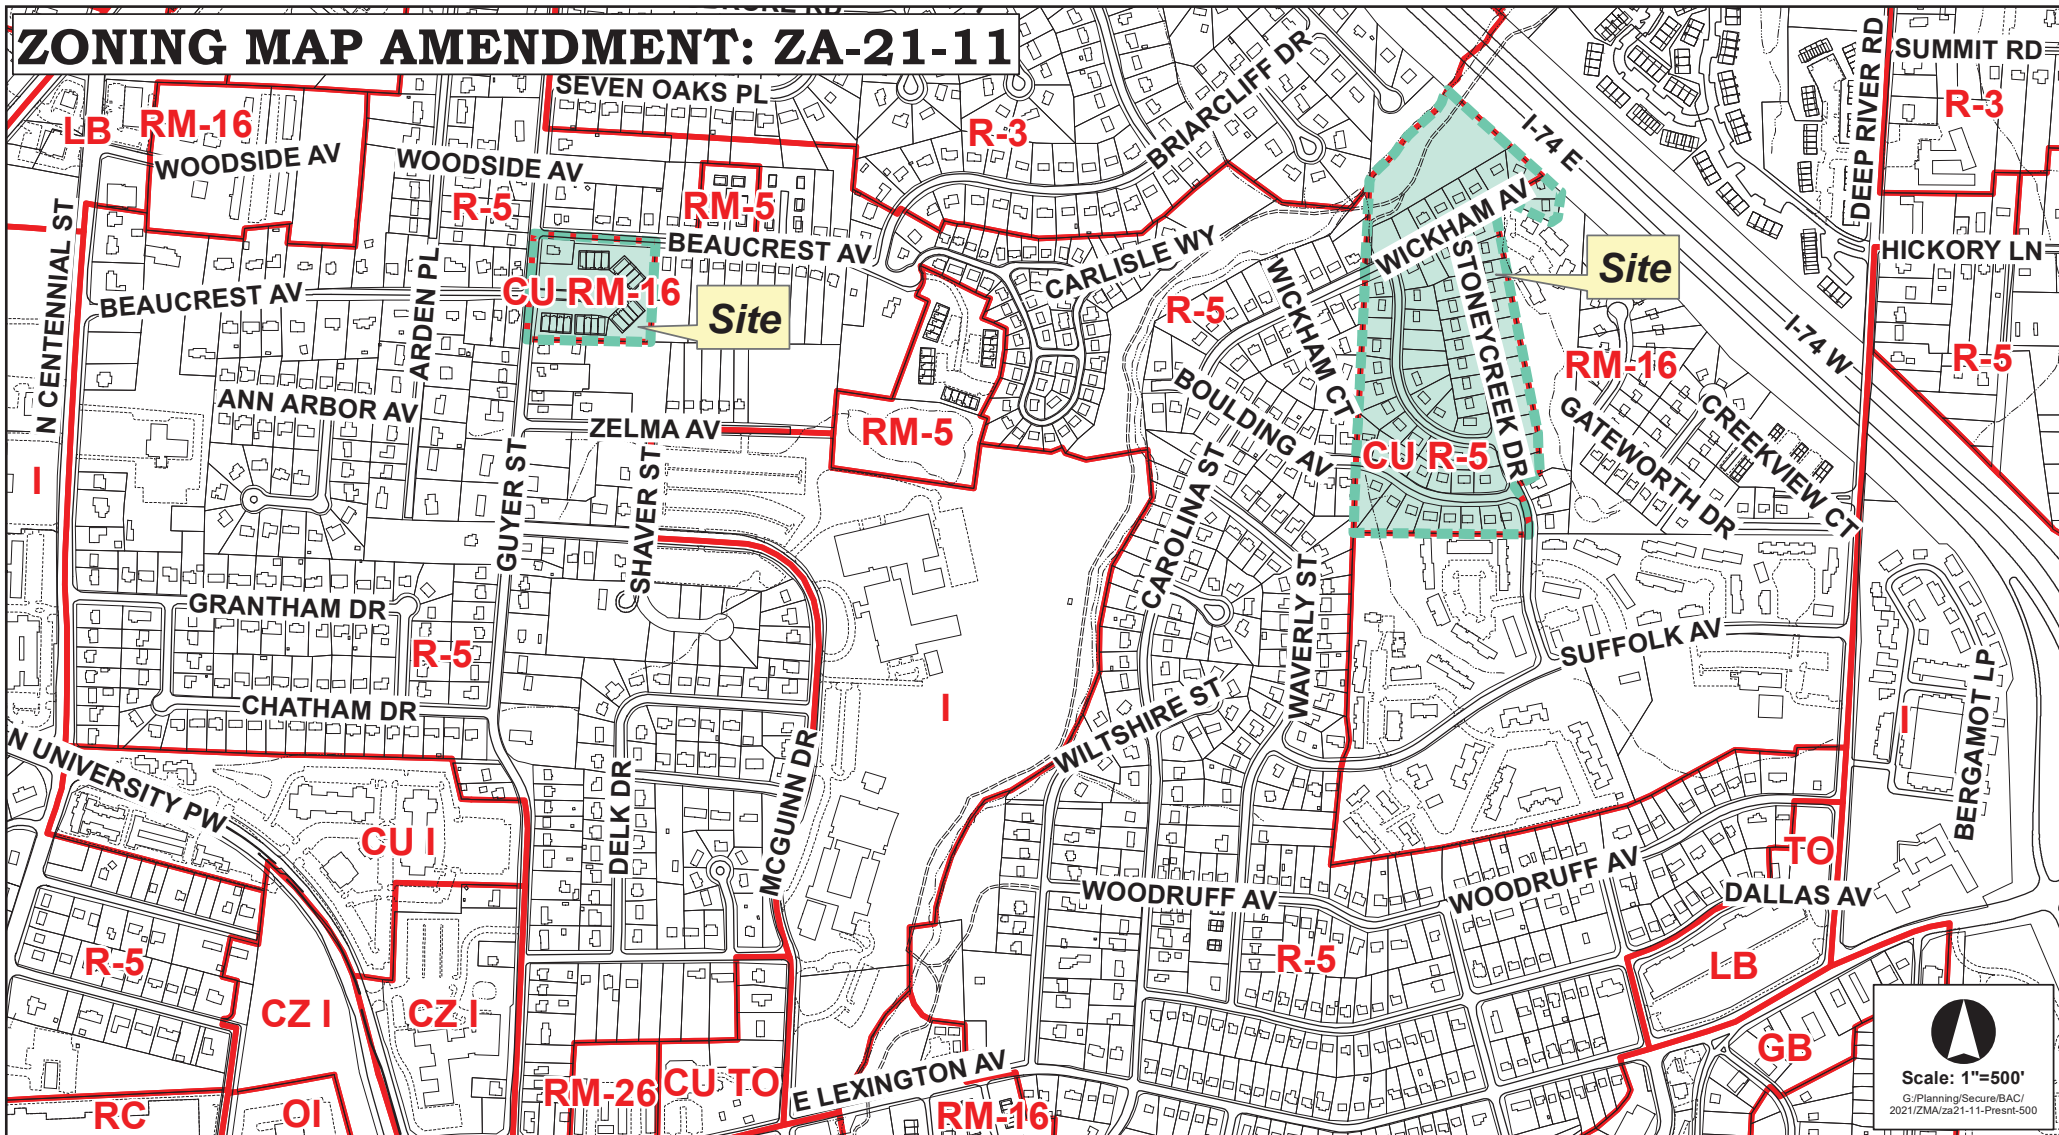 ZONING MAP AMENDMENT: ZA-21-11
SEVEN OAKS PL
BRIARCLIFF DR
I-74 E
DEEP RIVER RD
SUMMIT RD
R-3
LB
RM-16
WOODSIDE AV
WOODSIDE AV
R-5
RM-5
R-3
N CENTENNIAL ST
BEAUCREST AV
BEAUCREST AV
ARDEN PL
CU RM-16
Site
CARLISLE WY
R-5
WICKHAM AV
WICKHAM CT
STONEYCREEK DR
Site
HICKORY LN
I-74 W
R-5
RM-16
ANN ARBOR AV
ZELMA AV
RM-5
BOULDING AV
CU R-5
GATEWORTH DR
CREEKVIEW CT
I
GUYER ST
SHAVER ST
CAROLINA ST
WAVERLY ST
GRANTHAM DR
R-5
SUFFOLK AV
CHATHAM DR
I
WILTSHIRE ST
I
BERGAMOT LP
N UNIVERSITY PW
CU I
DELK DR
MCGUINN DR
WOODRUFF AV
WOODRUFF AV
TO
DALLAS AV
R-5
CZ I
CZ I
R-5
LB
GB
RM-26
CU TO
E LEXINGTON AV
RM-16
RC
OI
Scale: 1"=500'
G:/Planning/Secure/BAC/
2021/ZMA/za21-11-Presnt-500